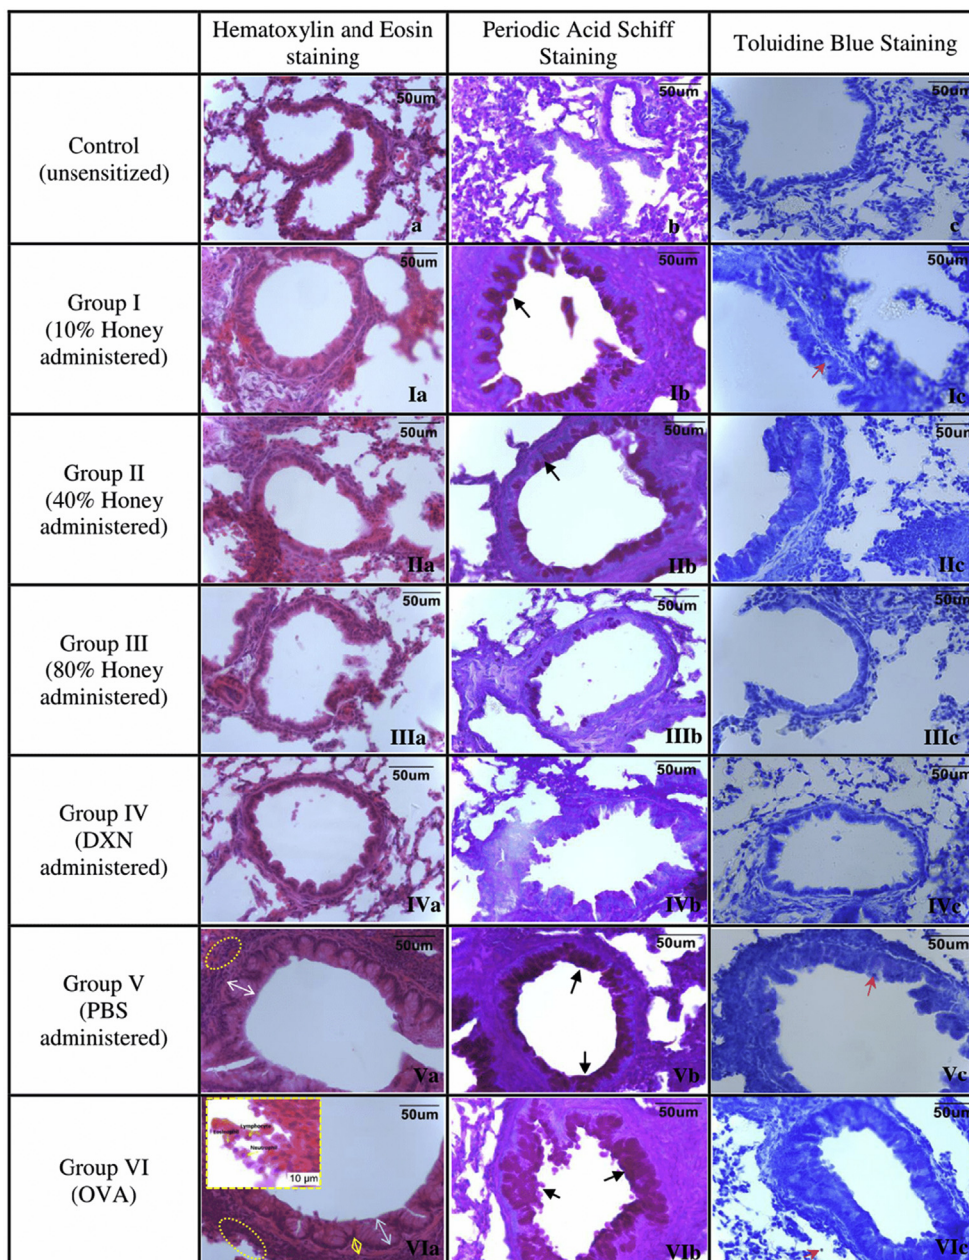 Hematoxylin and Eosin
staining
Periodic Acid Schiff
Staining
Toluidine Blue Staining
Control
(unsensitized)
50um
a
50um
b
50um
c
Group I
(10% Honey
administered)
50um
Ia
50um
Ib
50um
Ic
Group II
(40% Honey
administered)
50um
IIa
50um
IIb
50um
IIc
Group III
(80% Honey
administered)
50um
IIIa
50um
IIIb
50um
IIIc
Group IV
(DXN
administered)
50um
IVa
50um
IVb
50um
IVc
Group V
(PBS
administered)
50um
Va
50um
Vb
50um
Vc
Group VI
(OVA)
Lymphocyte
Neutrophil
10 µm
50um
VIa
50um
VIb
50um
VIc